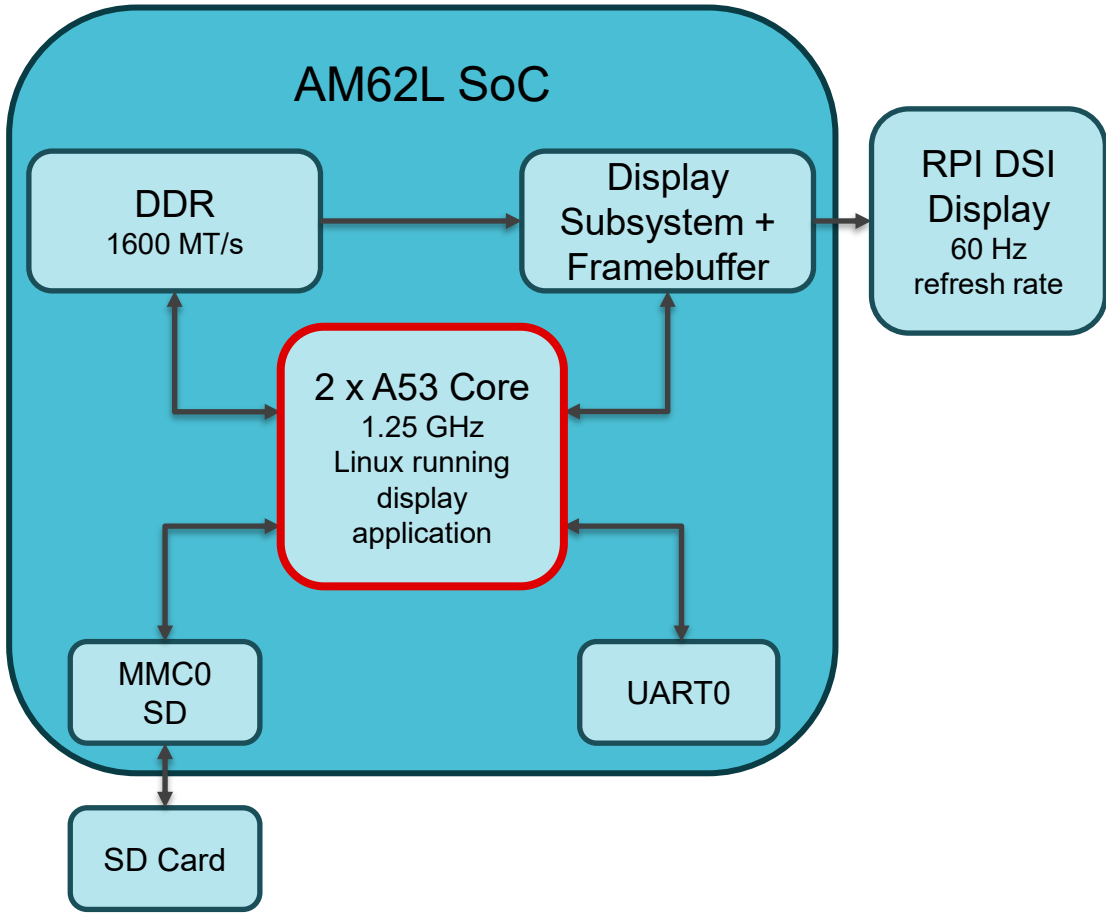 AM62L SoC
DDR
1600 MT/s
Display
Subsystem +
Framebuffer
RPI DSI
Display
60 Hz
refresh rate
2 x A53 Core
1.25 GHz
Linux running
display
application
MMC0
SD
UART0
SD Card